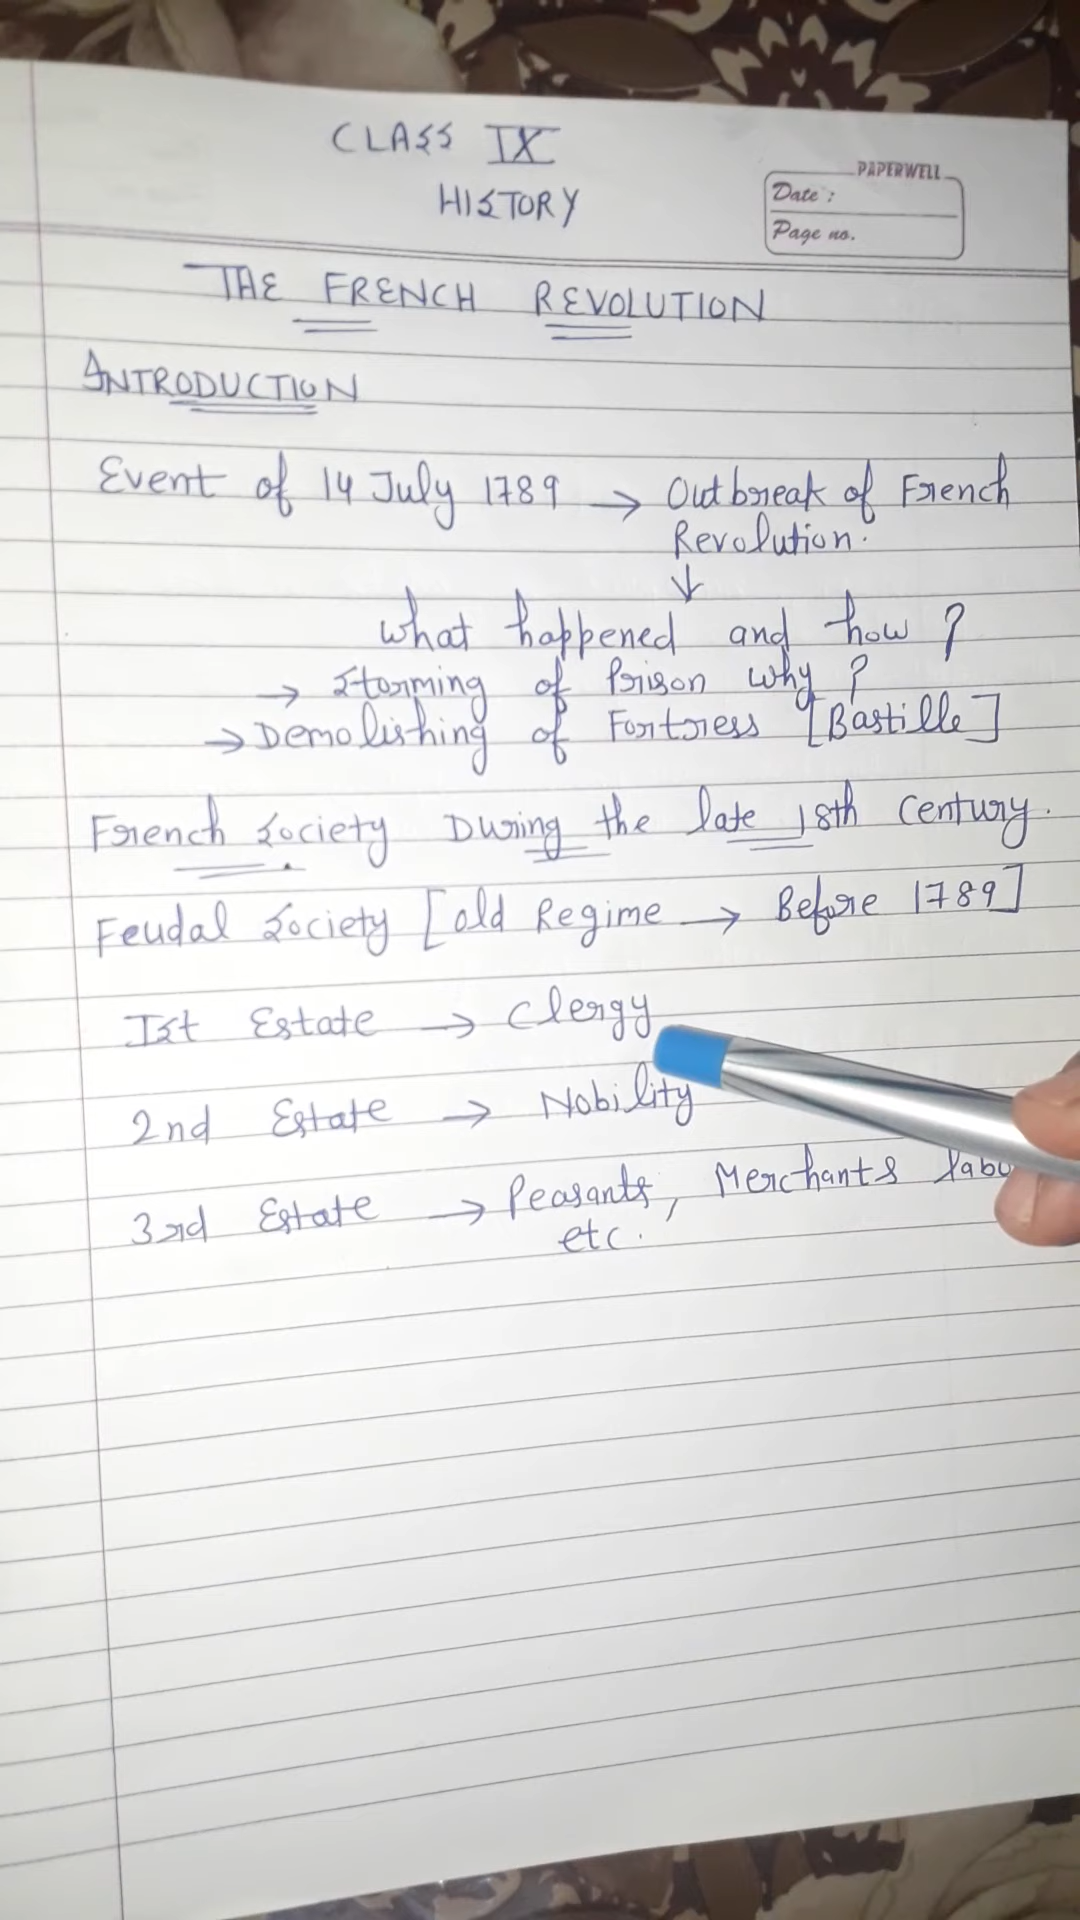 CLASS IX
HISTORY
PAPERWELL
Date :
Page no.
THE FRENCH REVOLUTION
INTRODUCTION
Event of 14 July 1789 → Outbreak of French
Revolution.
↓
What happened and how ?
→ Storming of Prison why ?
→ Demolishing of Fortress [Bastille]
French Society During the late 18th Century.
Feudal Society [old Regime → Before 1789]
Ist Estate → Clergy
2nd Estate → Nobility
3rd Estate → Peasants, Merchants labo
etc.